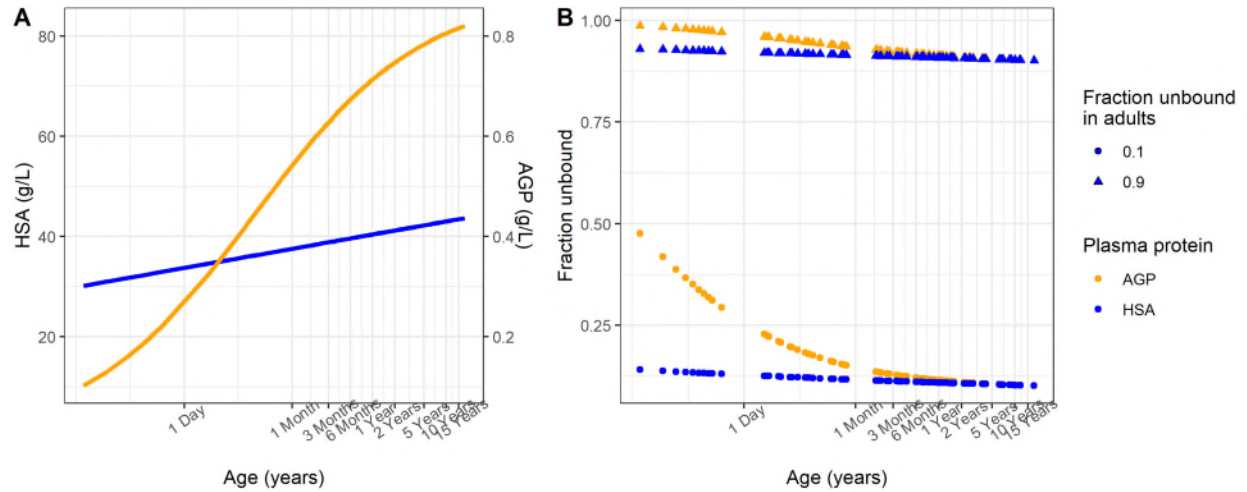 A
80
60
40
20
HSA (g/L)
0.8
0.6
0.4
0.2
AGP (g/L)
1 Day
1 Month
3 Months
6 Months
1 Year
2 Years
5 Years
10 Years
15 Years
Age (years)
B
1.00
0.75
0.50
0.25
Fraction unbound
1 Day
1 Month
3 Months
6 Months
1 Year
2 Years
5 Years
10 Years
15 Years
Age (years)
Fraction unbound
in adults
0.1
0.9
Plasma protein
AGP
HSA